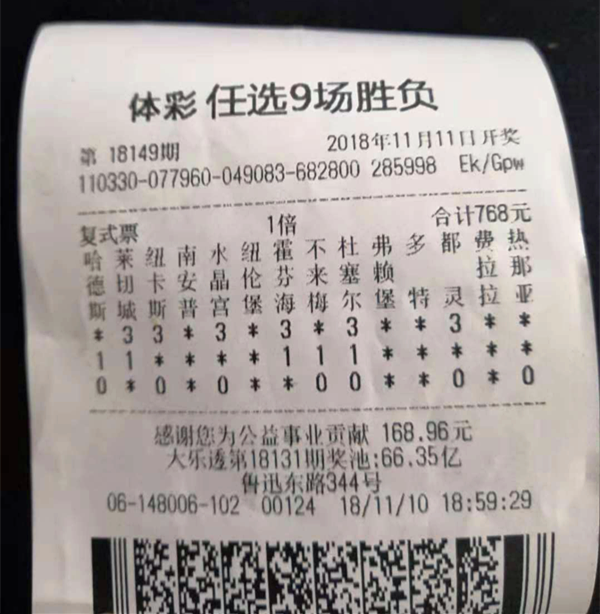 体彩 任选9场胜负
第 18149期 2018年11月11日开奖
110330-077960-049083-682800 285998 Ek/Gpw
复式票 1倍 合计768元
哈 莱 纽 南 水 纽 霍 不 杜 弗 多 都 费 热
德 切 卡 安 晶 伦 芬 来 塞 赖 拉 那
斯 城 斯 普 宫 堡 海 梅 尔 堡 特 灵 拉 亚
* 3 3 * 3 * 3 * 3 * * 3 * *
1 1 * * * * 1 1 1 * * * * *
0 * 0 * 0 * * 0 0 * * 0 * 0
感谢您为公益事业贡献 168.96元
大乐透第18131期奖池:66.35亿
鲁迅东路344号
06-148006-102 00124 18/11/10 18:59:29